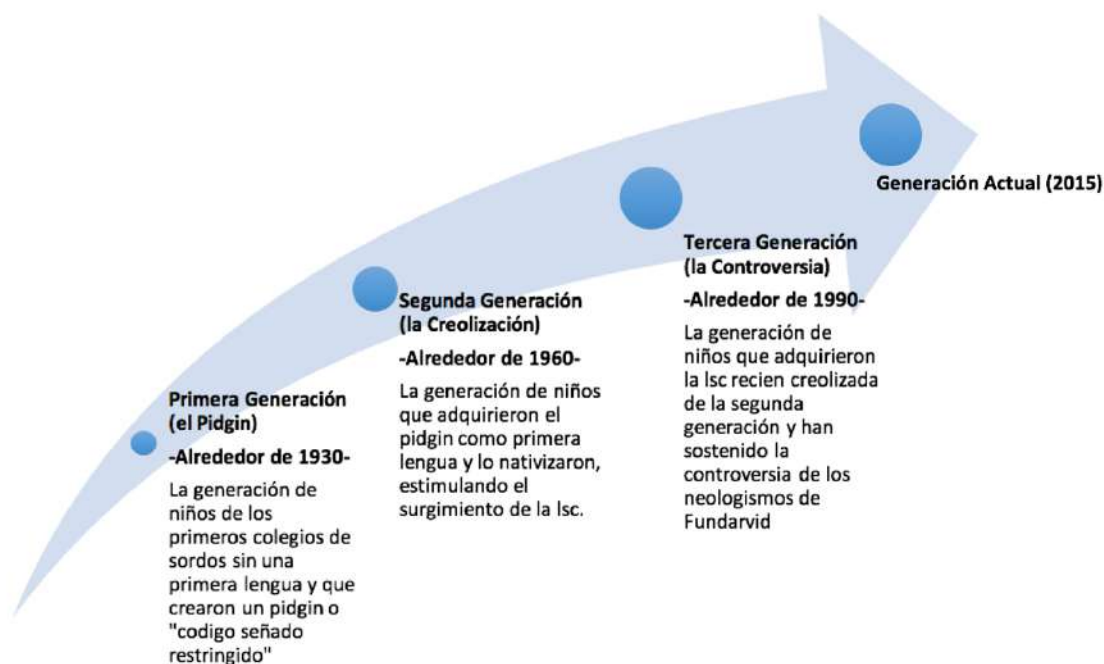 Primera Generación
(el Pidgin)
-Alrededor de 1930-
La generación de
niños de los
primeros colegios de
sordos sin una
primera lengua y que
crearon un pidgin o
"codigo señado
restringido"
Segunda Generación
(la Creolización)
-Alrededor de 1960-
La generación de niños
que adquirieron el
pidgin como primera
lengua y lo nativizaron,
estimulando el
surgimiento de la lsc.
Tercera Generación
(la Controversia)
-Alrededor de 1990-
La generación de
niños que adquirieron
la lsc recien creolizada
de la segunda
generación y han
sostenido la
controversia de los
neologismos de
Fundarvid
Generación Actual (2015)